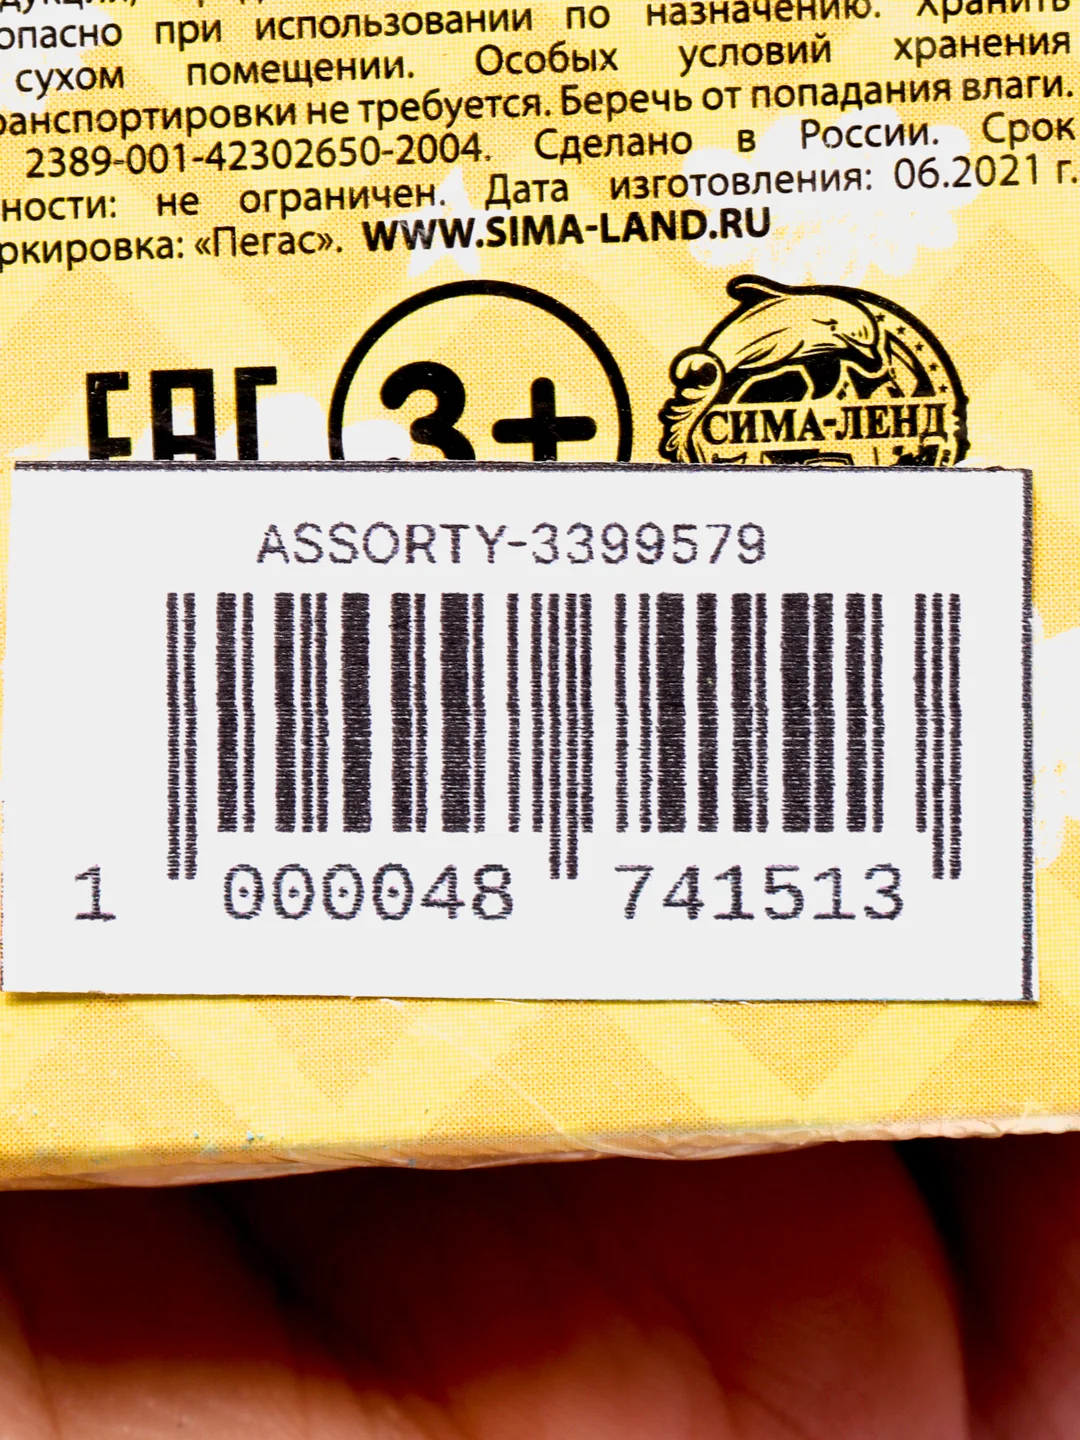 опасно при использовании по назначению. Хранить
сухом помещении. Особых условий хранения
ранспортировки не требуется. Беречь от попадания влаги.
2389-001-42302650-2004. Сделано в России. Срок
ности: не ограничен. Дата изготовления: 06.2021 г.
ркировка: «Пегас». WWW.SIMA-LAND.RU
ЕАС 3+ СИМА-ЛЕНД
ASSORTY-3399579
1 000048 741513